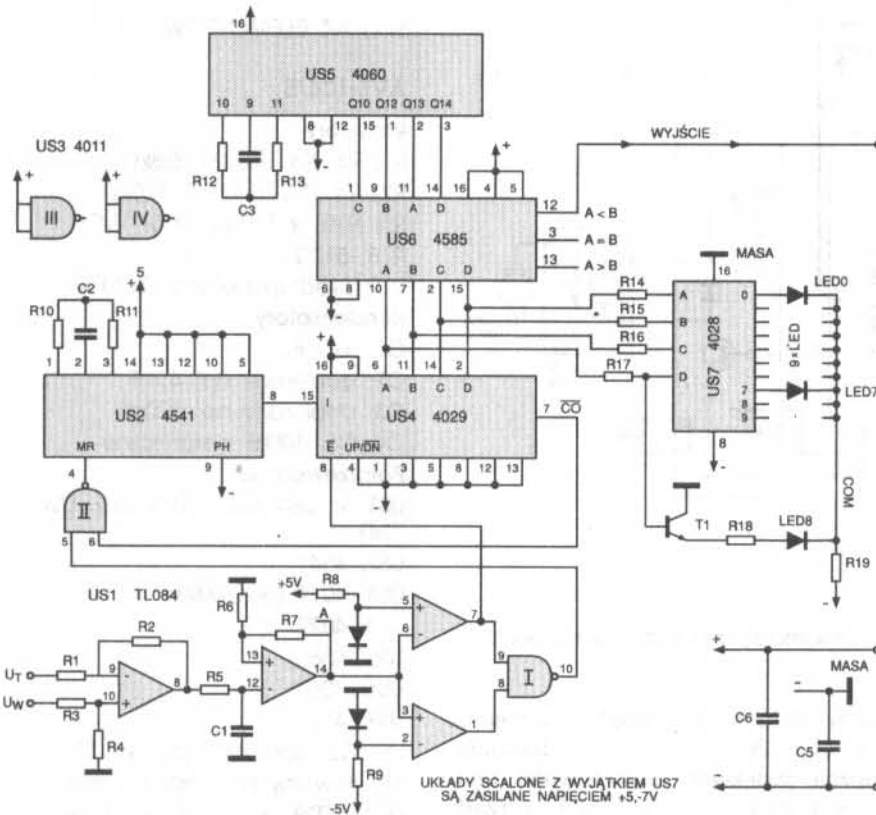 16
US5 4060
10 9 11 8 12 Q10 Q12 Q13 Q14
15 1 2 3
R12 R13
C3
-
US3 4011
+ +
III IV
WYJŚCIE
+
1 9 11 14 16 4 5
C B A D
US6 4585
12 A < B
3 A = B
13 A > B
A B C D
6 8 10 7 2 15
MASA
16
R14
R15
R16
R17
A
B
C
D
US7 4028
0
7
8
9
8
-
LED0
9×LED
LED7
COM
+5
C2
R10 R11
1 2 3 14 13 12 10 5
US2 4541
8
MR PH
4 9
-
+
16 9 6 11 14 2
A B C D
15 I
US4 4029
7 CO
E UP/DN
8 4 1 3 5 8 12 13
-
II
5 6
T1 R18 LED8
R19
-
US1 TL084
+5V R8
R6 R7 A
R2
UT R1
UW R3
9 -
10 +
8
R4
R5
C1
13 +
12 -
14
5 +
6 -
7
3 +
2 -
1
R9
-5V
9
8
I
10
+
C6
-
MASA
C5
-
UKŁADY SCALONE Z WYJĄTKIEM US7
SĄ ZASILANE NAPIĘCIEM +5,-7V